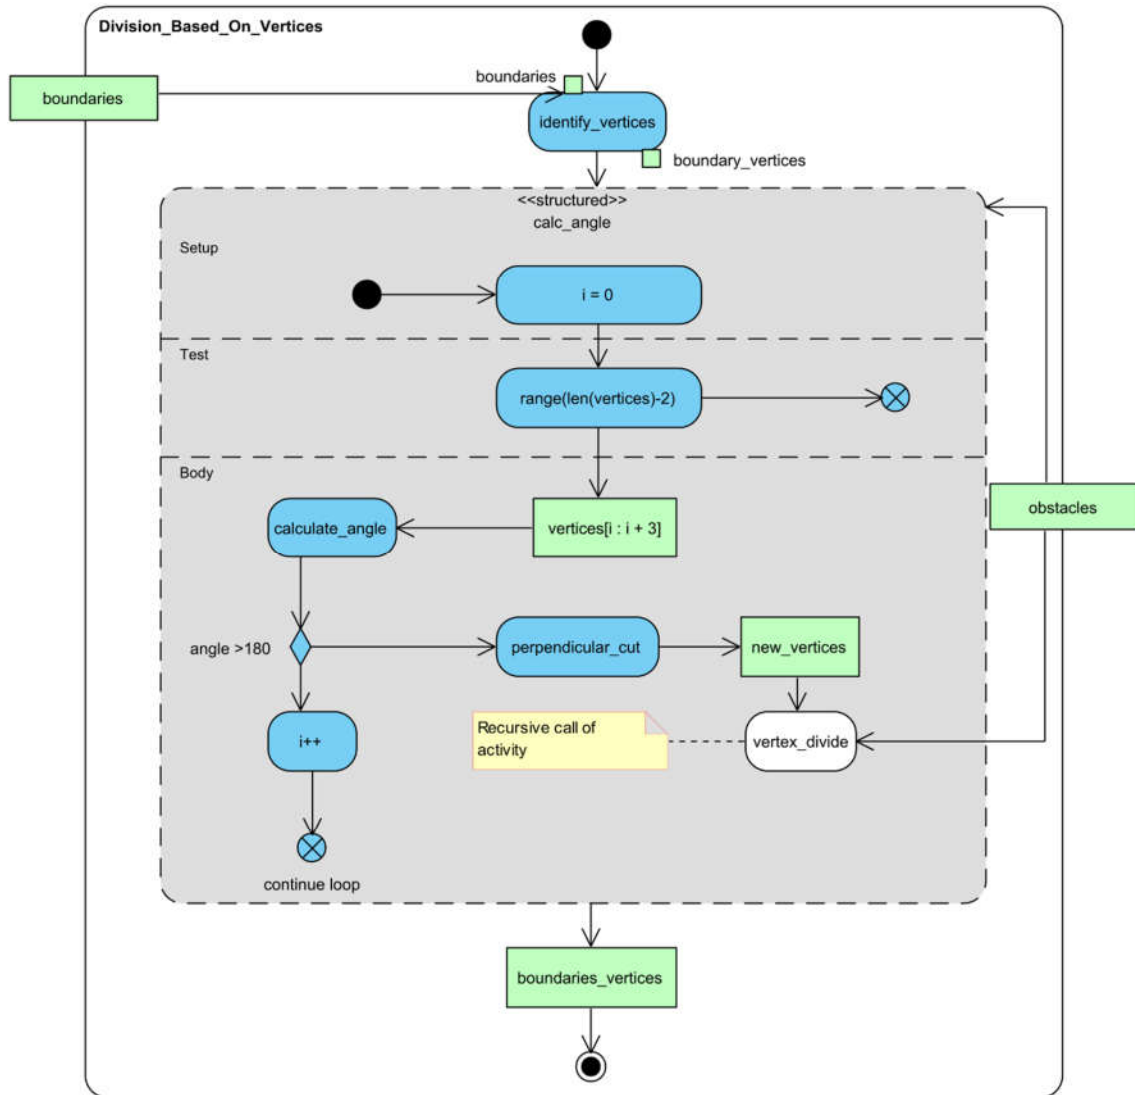 Division_Based_On_Vertices
boundaries
boundaries
identify_vertices
boundary_vertices
<<structured>>
calc_angle
Setup
i = 0
Test
range(len(vertices)-2)
Body
calculate_angle
vertices[i : i + 3]
obstacles
angle >180
perpendicular_cut
new_vertices
i++
Recursive call of
activity
vertex_divide
continue loop
boundaries_vertices